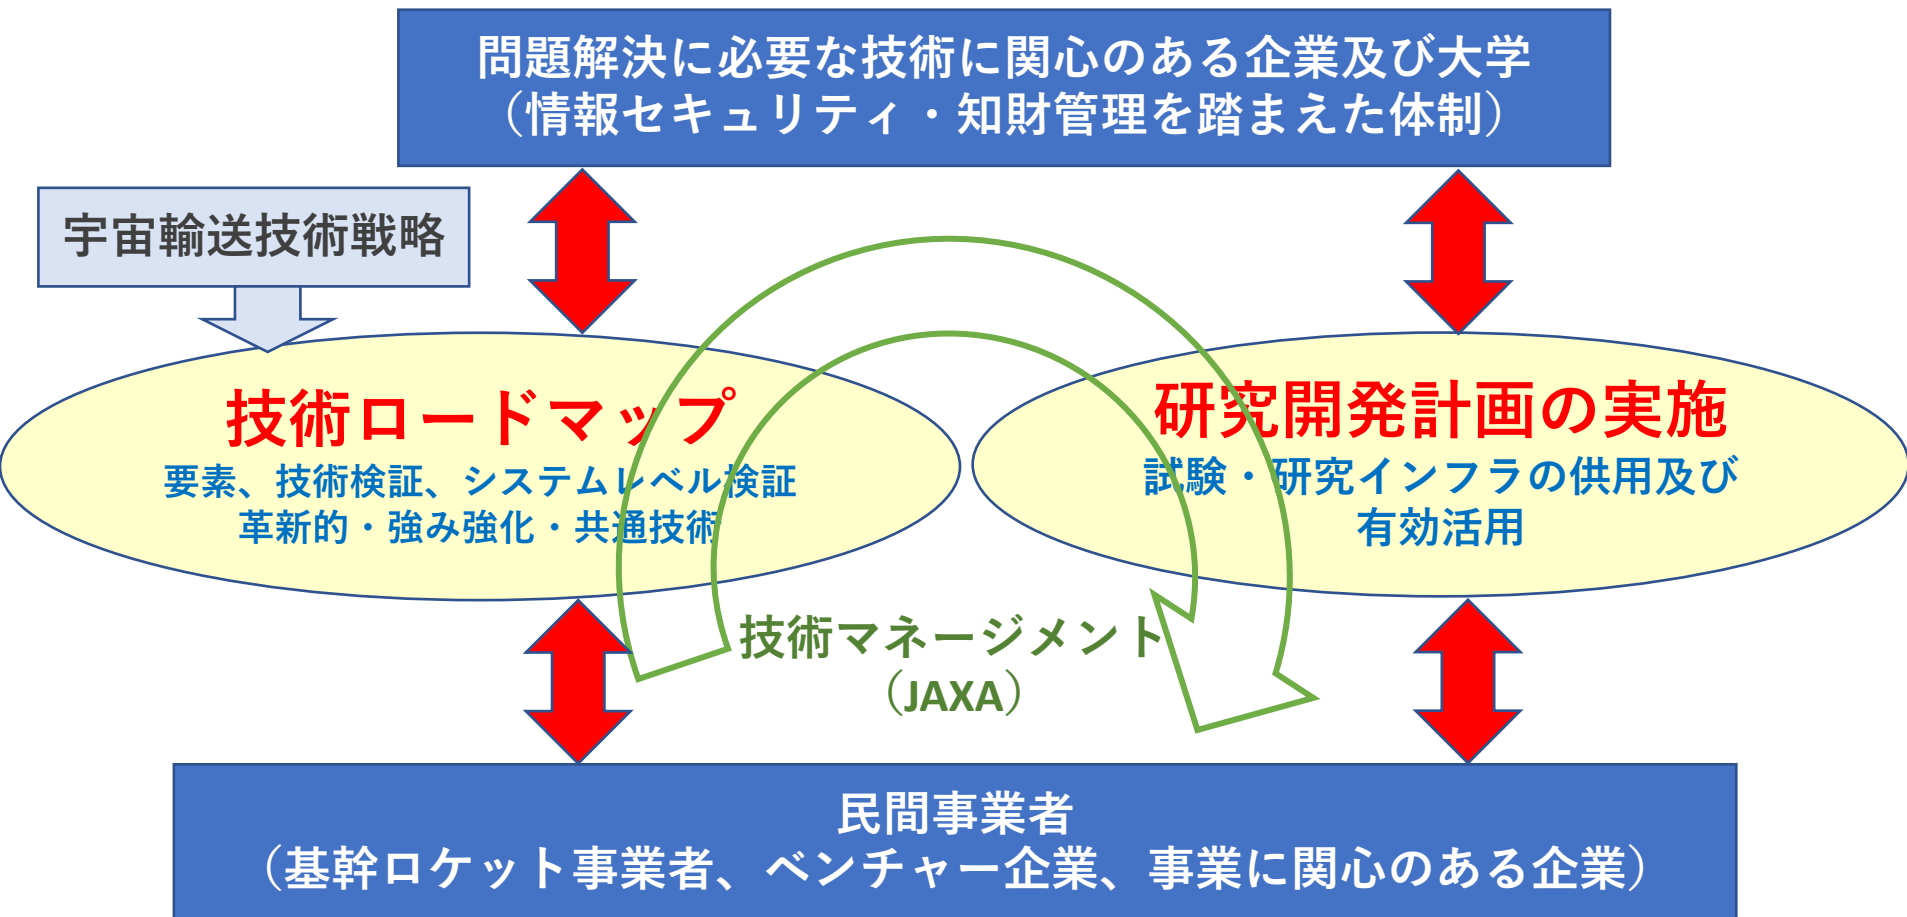 問題解決に必要な技術に関心のある企業及び大学
（情報セキュリティ・知財管理を踏まえた体制）
宇宙輸送技術戦略
技術ロードマップ
要素、技術検証、システムレベル検証
革新的・強み強化・共通技術
研究開発計画の実施
試験・研究インフラの供用及び
有効活用
技術マネージメント
（JAXA）
民間事業者
（基幹ロケット事業者、ベンチャー企業、事業に関心のある企業）